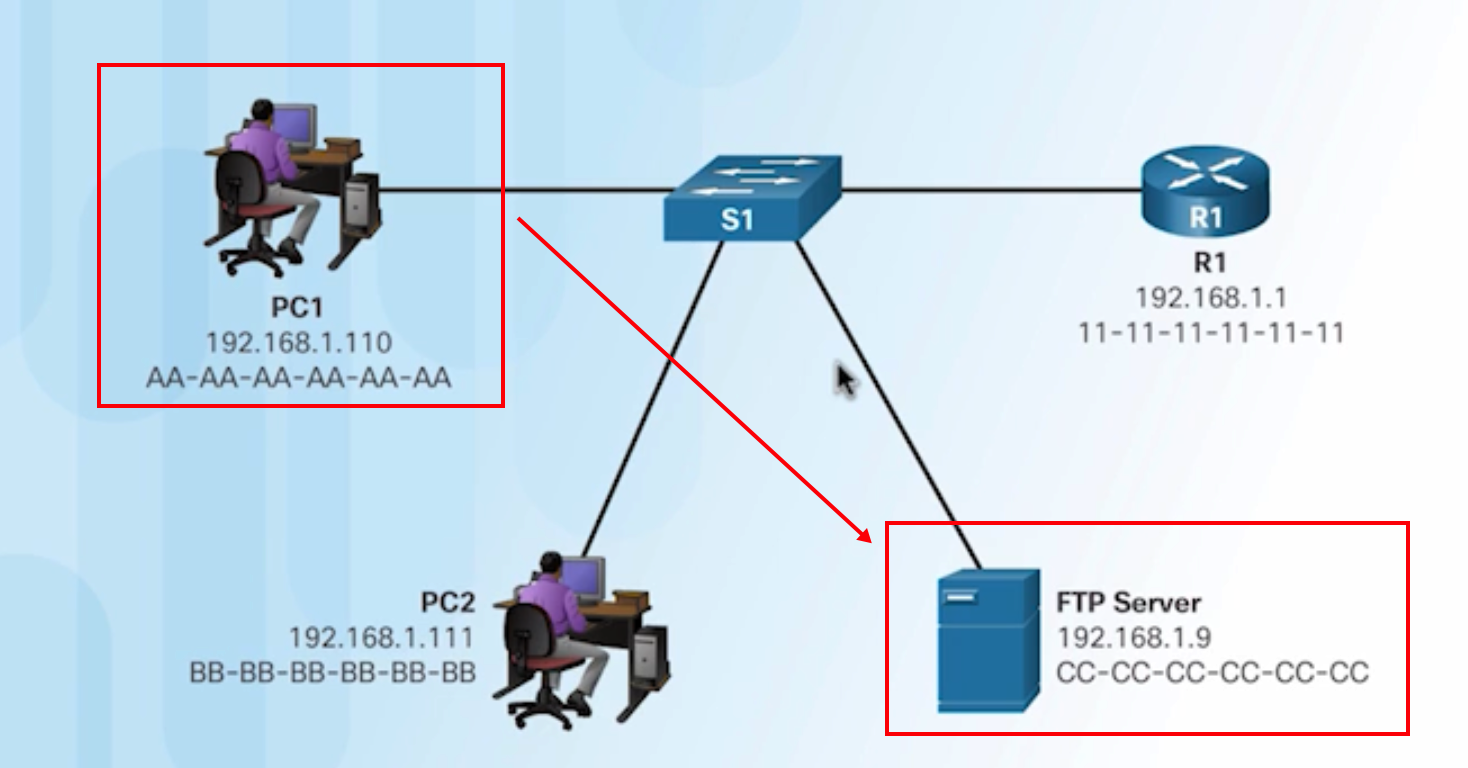 PC1
192.168.1.110
AA-AA-AA-AA-AA-AA
S1
R1
R1
192.168.1.1
11-11-11-11-11-11
PC2
192.168.1.111
BB-BB-BB-BB-BB-BB
FTP Server
192.168.1.9
CC-CC-CC-CC-CC-CC